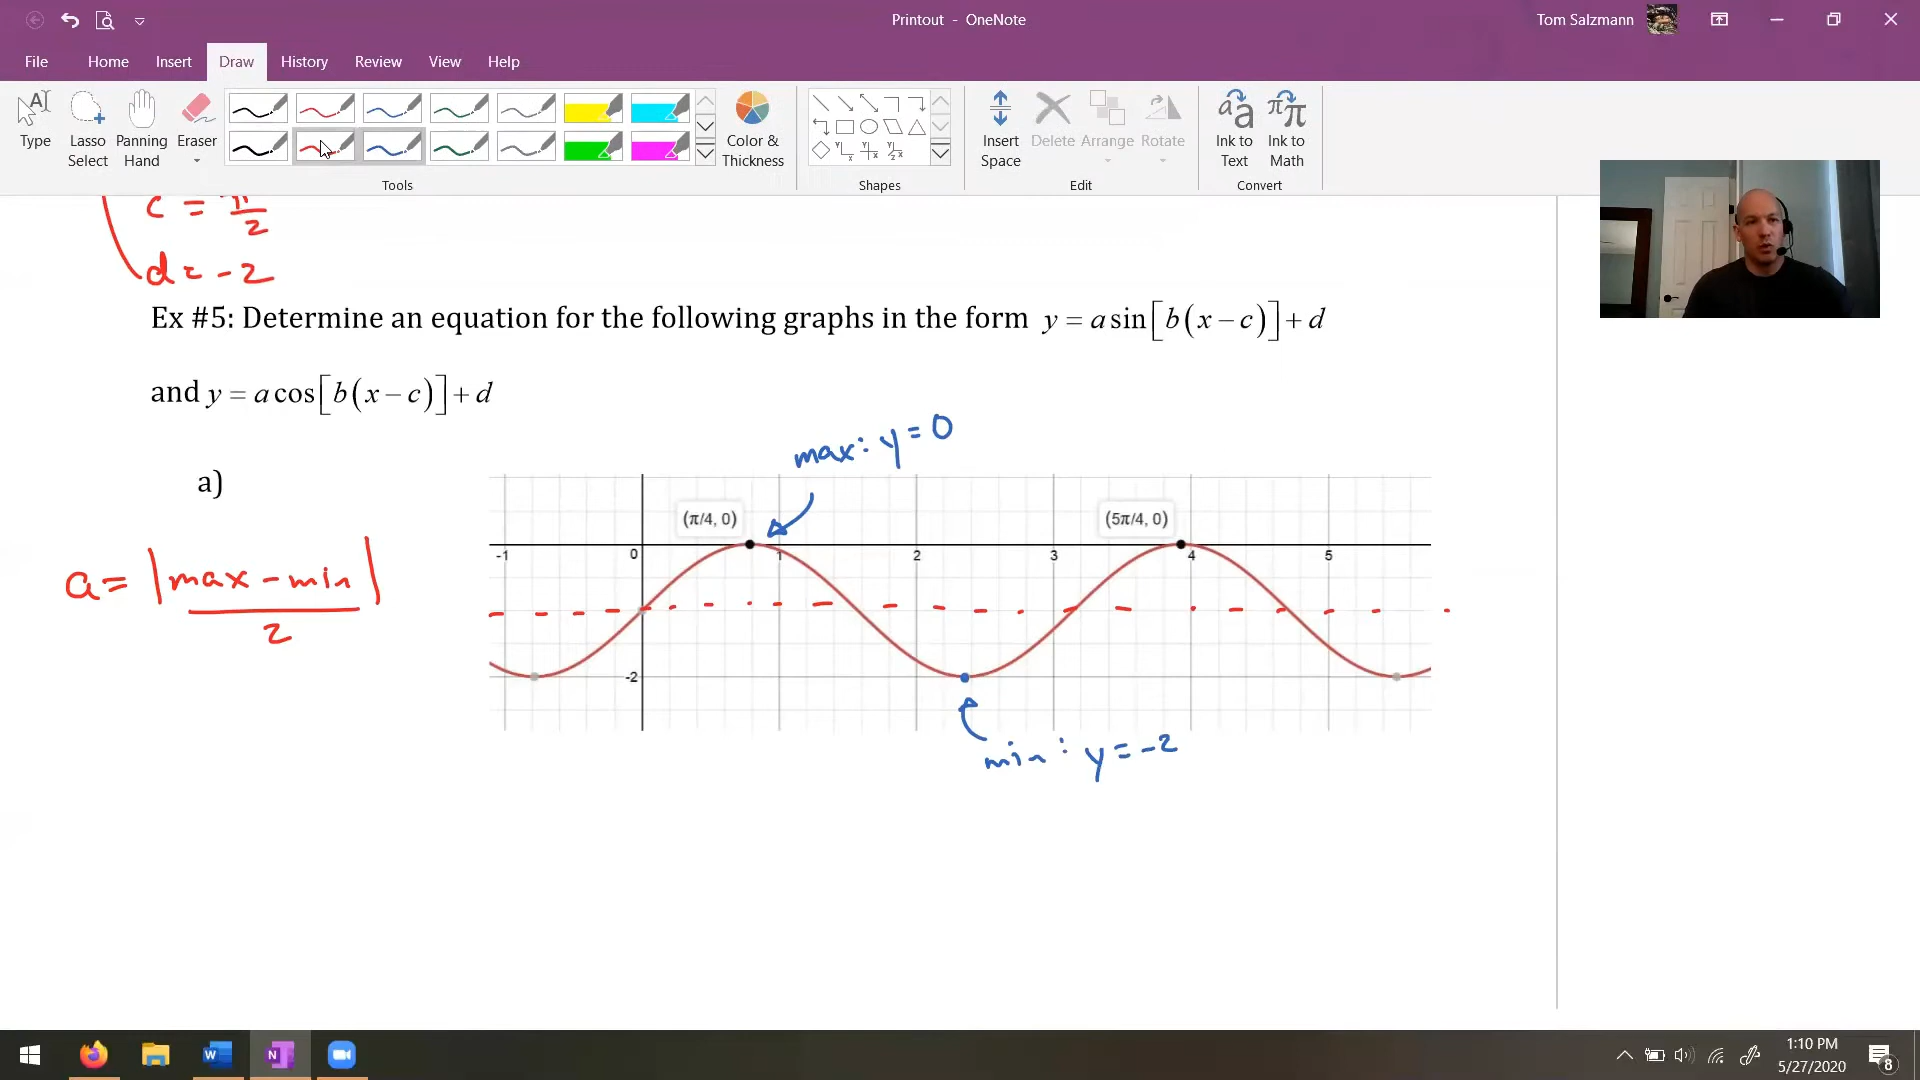 Printout - OneNote
Tom Salzmann
File Home Insert Draw History Review View Help
Type
Lasso Select
Panning Hand
Eraser
Color & Thickness
Insert Space
Delete
Arrange
Rotate
Ink to Text
Ink to Math
Tools
Shapes
Edit
Convert
c = π/2
d = -2
Ex #5: Determine an equation for the following graphs in the form y = a sin[b(x − c)] + d
and y = a cos[b(x − c)] + d
max: y = 0
a)
(π/4, 0)
(5π/4, 0)
-1 0 1 2 3 4 5
a = |max - min| / 2
-2
min: y = -2
1:10 PM
5/27/2020
8